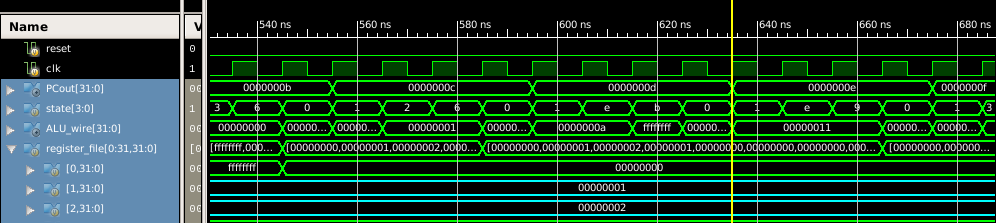 Name V 540 ns 560 ns 580 ns 600 ns 620 ns 640 ns 660 ns 680 ns
reset 0
clk 1
PCout[31:0] 00 0000000b 0000000c 0000000d 0000000e 0000000f
state[3:0] 1 3 6 0 1 2 6 0 1 e b 0 1 e 9 0 1 3
ALU_wire[31:0] 00 00000000 00000... 00000... 00000001 00000... 0000000a ffffffff 00000... 00000011 00000... 00000...
register_file[0:31,31:0] [0 [ffffffff,000... [00000000,00000001,00000002,0000... [00000000,00000001,00000002,00000001,00000000,00000000,00000000,000... [00000000,000000...
[0,31:0] 00 ffffffff 00000000
[1,31:0] 00 00000001
[2,31:0] 00 00000002